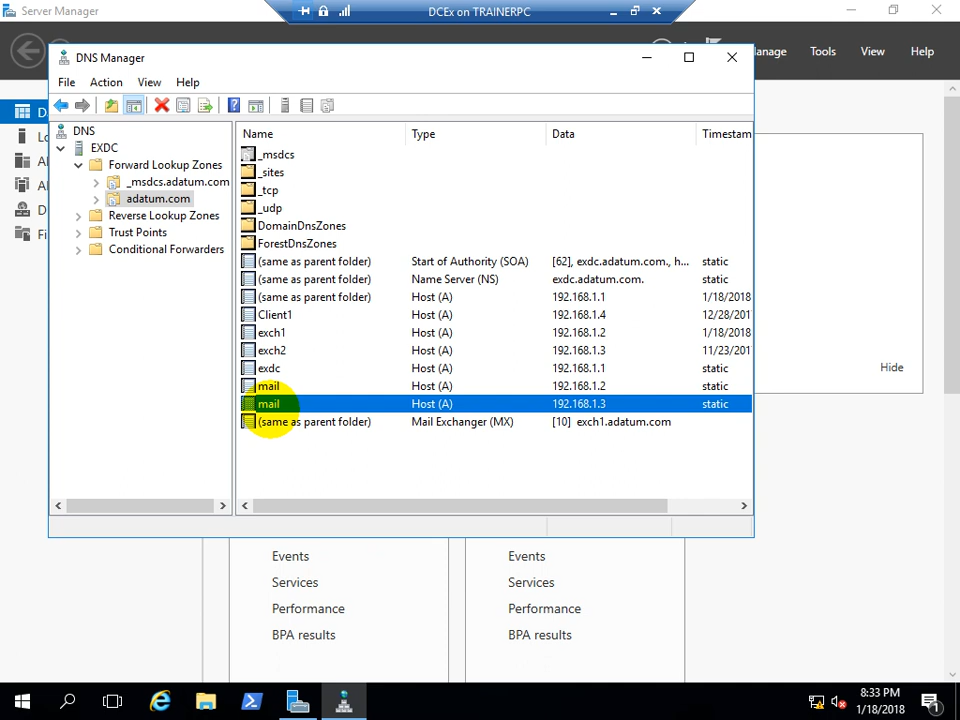 Server Manager
DCEx on TRAINERPC
anage Tools View Help
DNS Manager
File Action View Help
DNS
EXDC
Forward Lookup Zones
_msdcs.adatum.com
adatum.com
Reverse Lookup Zones
Trust Points
Conditional Forwarders
Name Type Data Timestam
_msdcs
_sites
_tcp
_udp
DomainDnsZones
ForestDnsZones
(same as parent folder) Start of Authority (SOA) [62], exdc.adatum.com., h... static
(same as parent folder) Name Server (NS) exdc.adatum.com. static
(same as parent folder) Host (A) 192.168.1.1 1/18/2018
Client1 Host (A) 192.168.1.4 12/28/201
exch1 Host (A) 192.168.1.2 1/18/2018
exch2 Host (A) 192.168.1.3 11/23/201
exdc Host (A) 192.168.1.1 static
mail Host (A) 192.168.1.2 static
mail Host (A) 192.168.1.3 static
(same as parent folder) Mail Exchanger (MX) [10] exch1.adatum.com
D
Lo
Al
Al
D
Fi
Hide
Events
Services
Performance
BPA results
Events
Services
Performance
BPA results
8:33 PM
1/18/2018
1